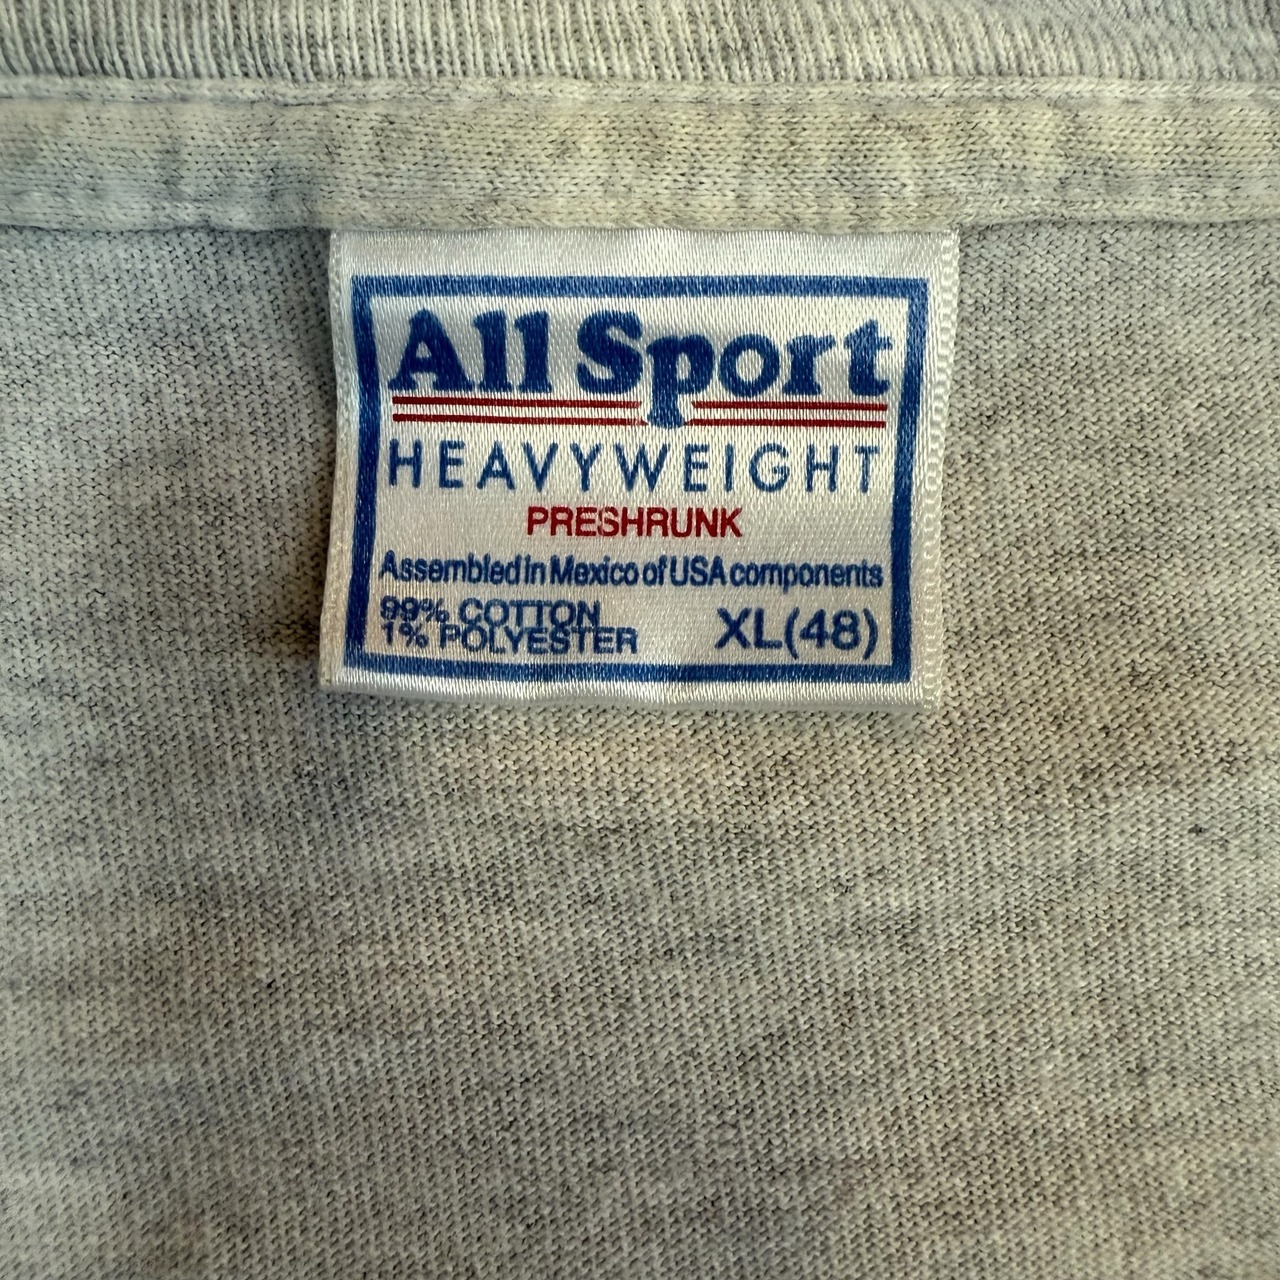 All Sport
HEAVYWEIGHT
PRESHRUNK
Assembled in Mexico of USA components
99% COTTON
1% POLYESTER XL(48)